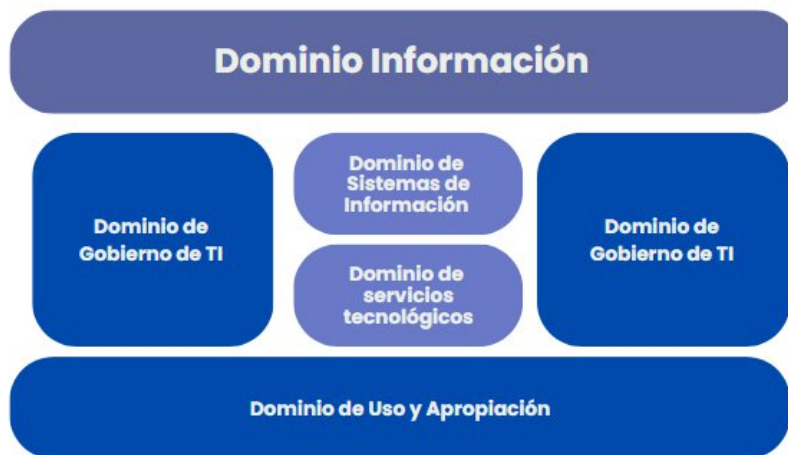 Dominio Información
Dominio de
Gobierno de TI
Dominio de
Sistemas de
Información
Dominio de
servicios
tecnológicos
Dominio de
Gobierno de TI
Dominio de Uso y Apropiación